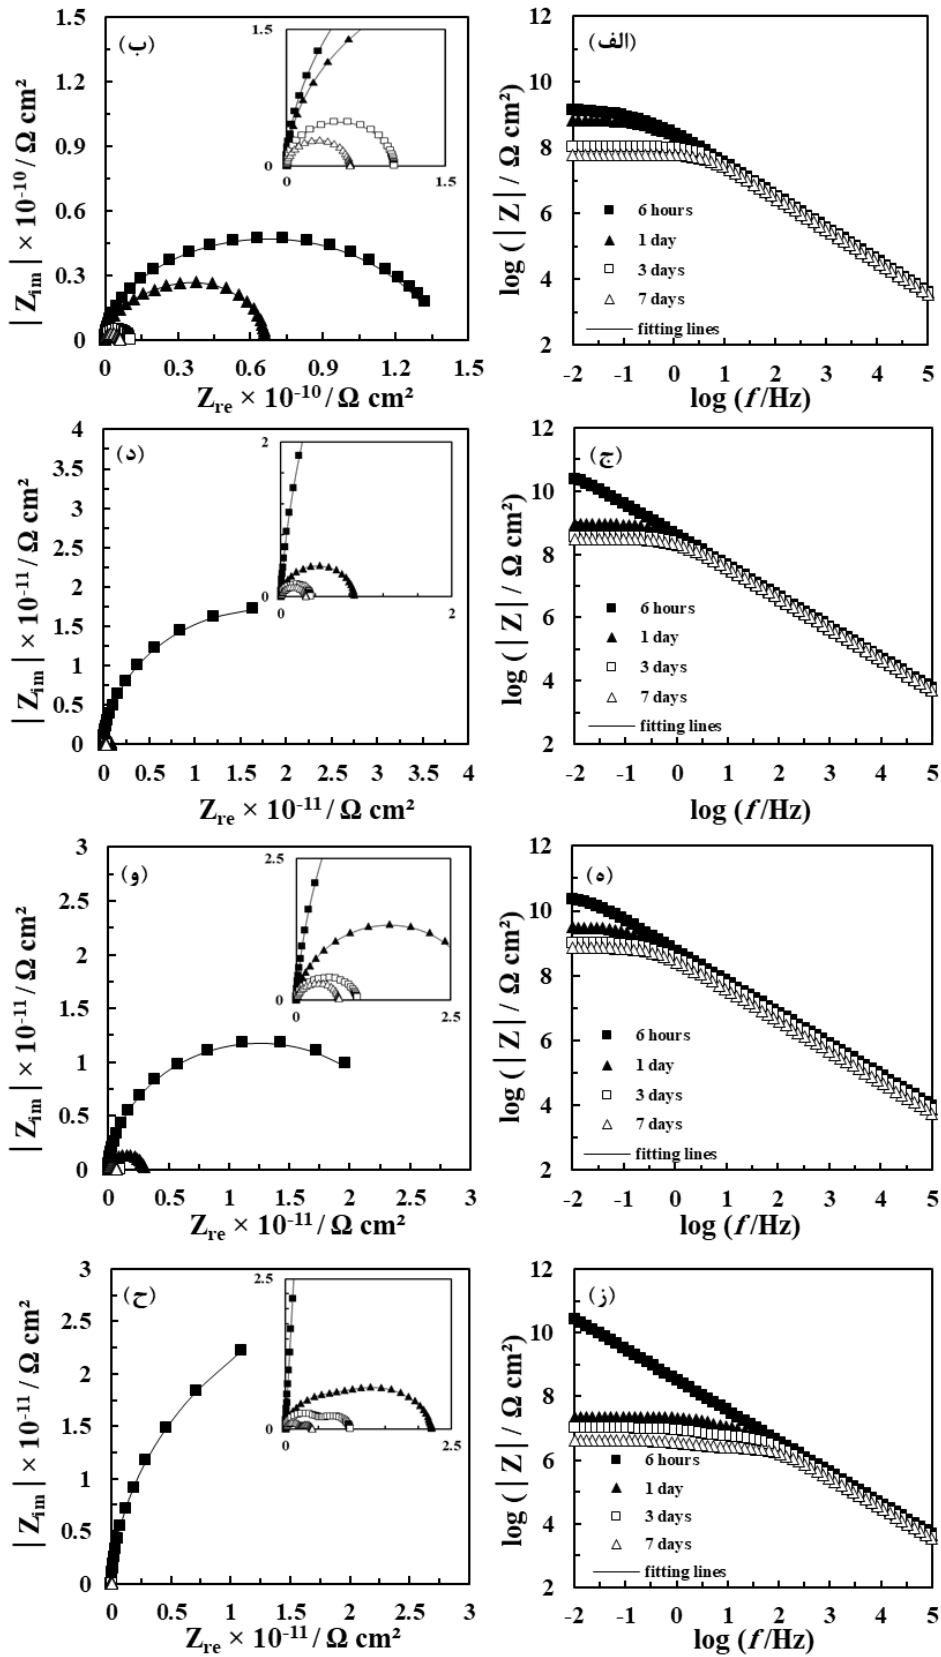 (ب)
1.5
1.2
0.9
0.6
0.3
0
0
0.3
0.6
0.9
1.2
1.5
| Z_im | × 10^-10 / Ω cm²
Z_re × 10^-10 / Ω cm²
1.5
0
0
1.5
(الف)
12
10
8
6
4
2
-2
-1
0
1
2
3
4
5
log ( | Z | / Ω cm²)
log (f /Hz)
6 hours
1 day
3 days
7 days
fitting lines
(د)
4
3.5
3
2.5
2
1.5
1
0.5
0
0
0.5
1
1.5
2
2.5
3
3.5
4
| Z_im | × 10^-11 / Ω cm²
Z_re × 10^-11 / Ω cm²
2
0
0
2
(ج)
12
10
8
6
4
2
-2
-1
0
1
2
3
4
5
log ( | Z | / Ω cm²)
log (f /Hz)
6 hours
1 day
3 days
7 days
fitting lines
(و)
3
2.5
2
1.5
1
0.5
0
0
0.5
1
1.5
2
2.5
3
| Z_im | × 10^-11 / Ω cm²
Z_re × 10^-11 / Ω cm²
2.5
0
0
2.5
(ه)
12
10
8
6
4
2
-2
-1
0
1
2
3
4
5
log ( | Z | / Ω cm²)
log (f /Hz)
6 hours
1 day
3 days
7 days
fitting lines
(ح)
3
2.5
2
1.5
1
0.5
0
0
0.5
1
1.5
2
2.5
3
| Z_im | × 10^-11 / Ω cm²
Z_re × 10^-11 / Ω cm²
2.5
0
0
2.5
(ز)
12
10
8
6
4
2
-2
-1
0
1
2
3
4
5
log ( | Z | / Ω cm²)
log (f /Hz)
6 hours
1 day
3 days
7 days
fitting lines